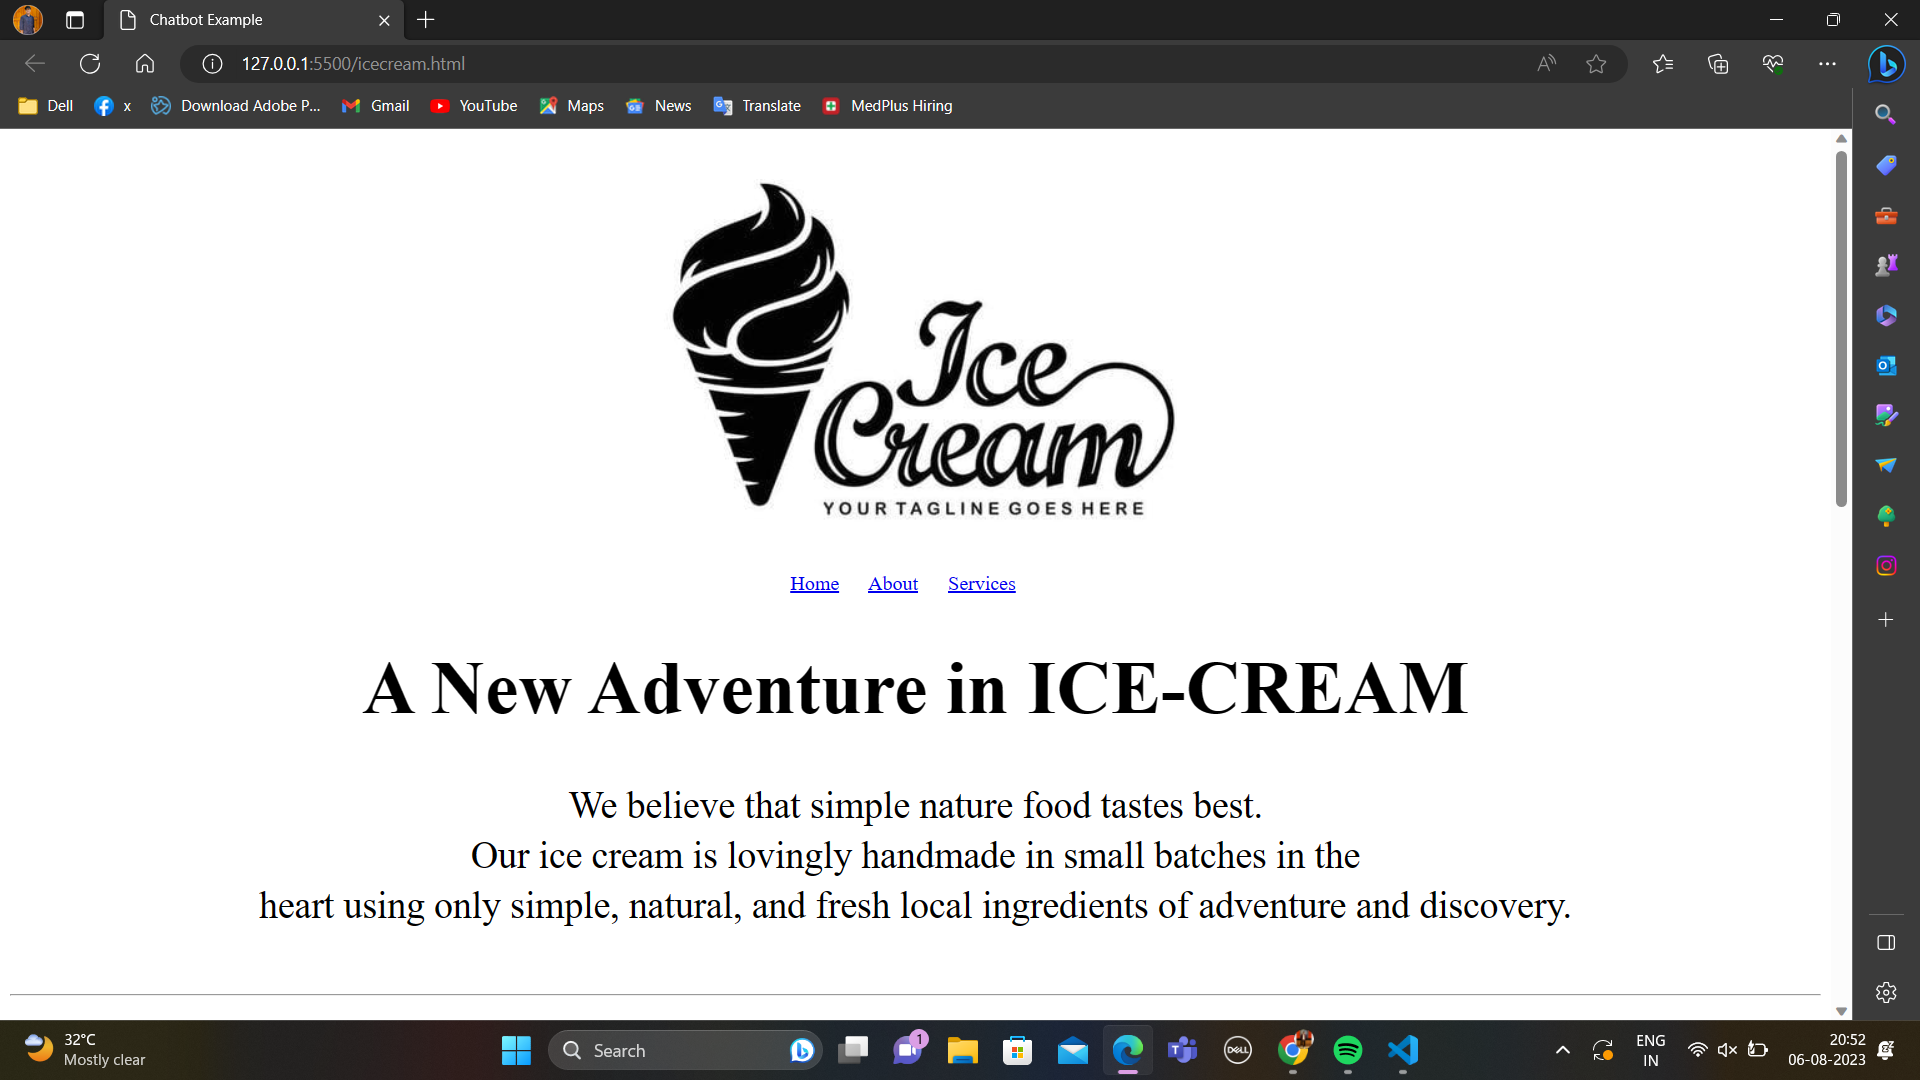 Chatbot Example
127.0.0.1:5500/icecream.html
Dell
x
Download Adobe P...
Gmail
YouTube
Maps
News
Translate
MedPlus Hiring
Ice
Cream
YOUR TAGLINE GOES HERE
Home About Services
A New Adventure in ICE-CREAM
We believe that simple nature food tastes best.
Our ice cream is lovingly handmade in small batches in the
heart using only simple, natural, and fresh local ingredients of adventure and discovery.
32°C
Mostly clear
Search
1
DELL
ENG
IN
20:52
06-08-2023